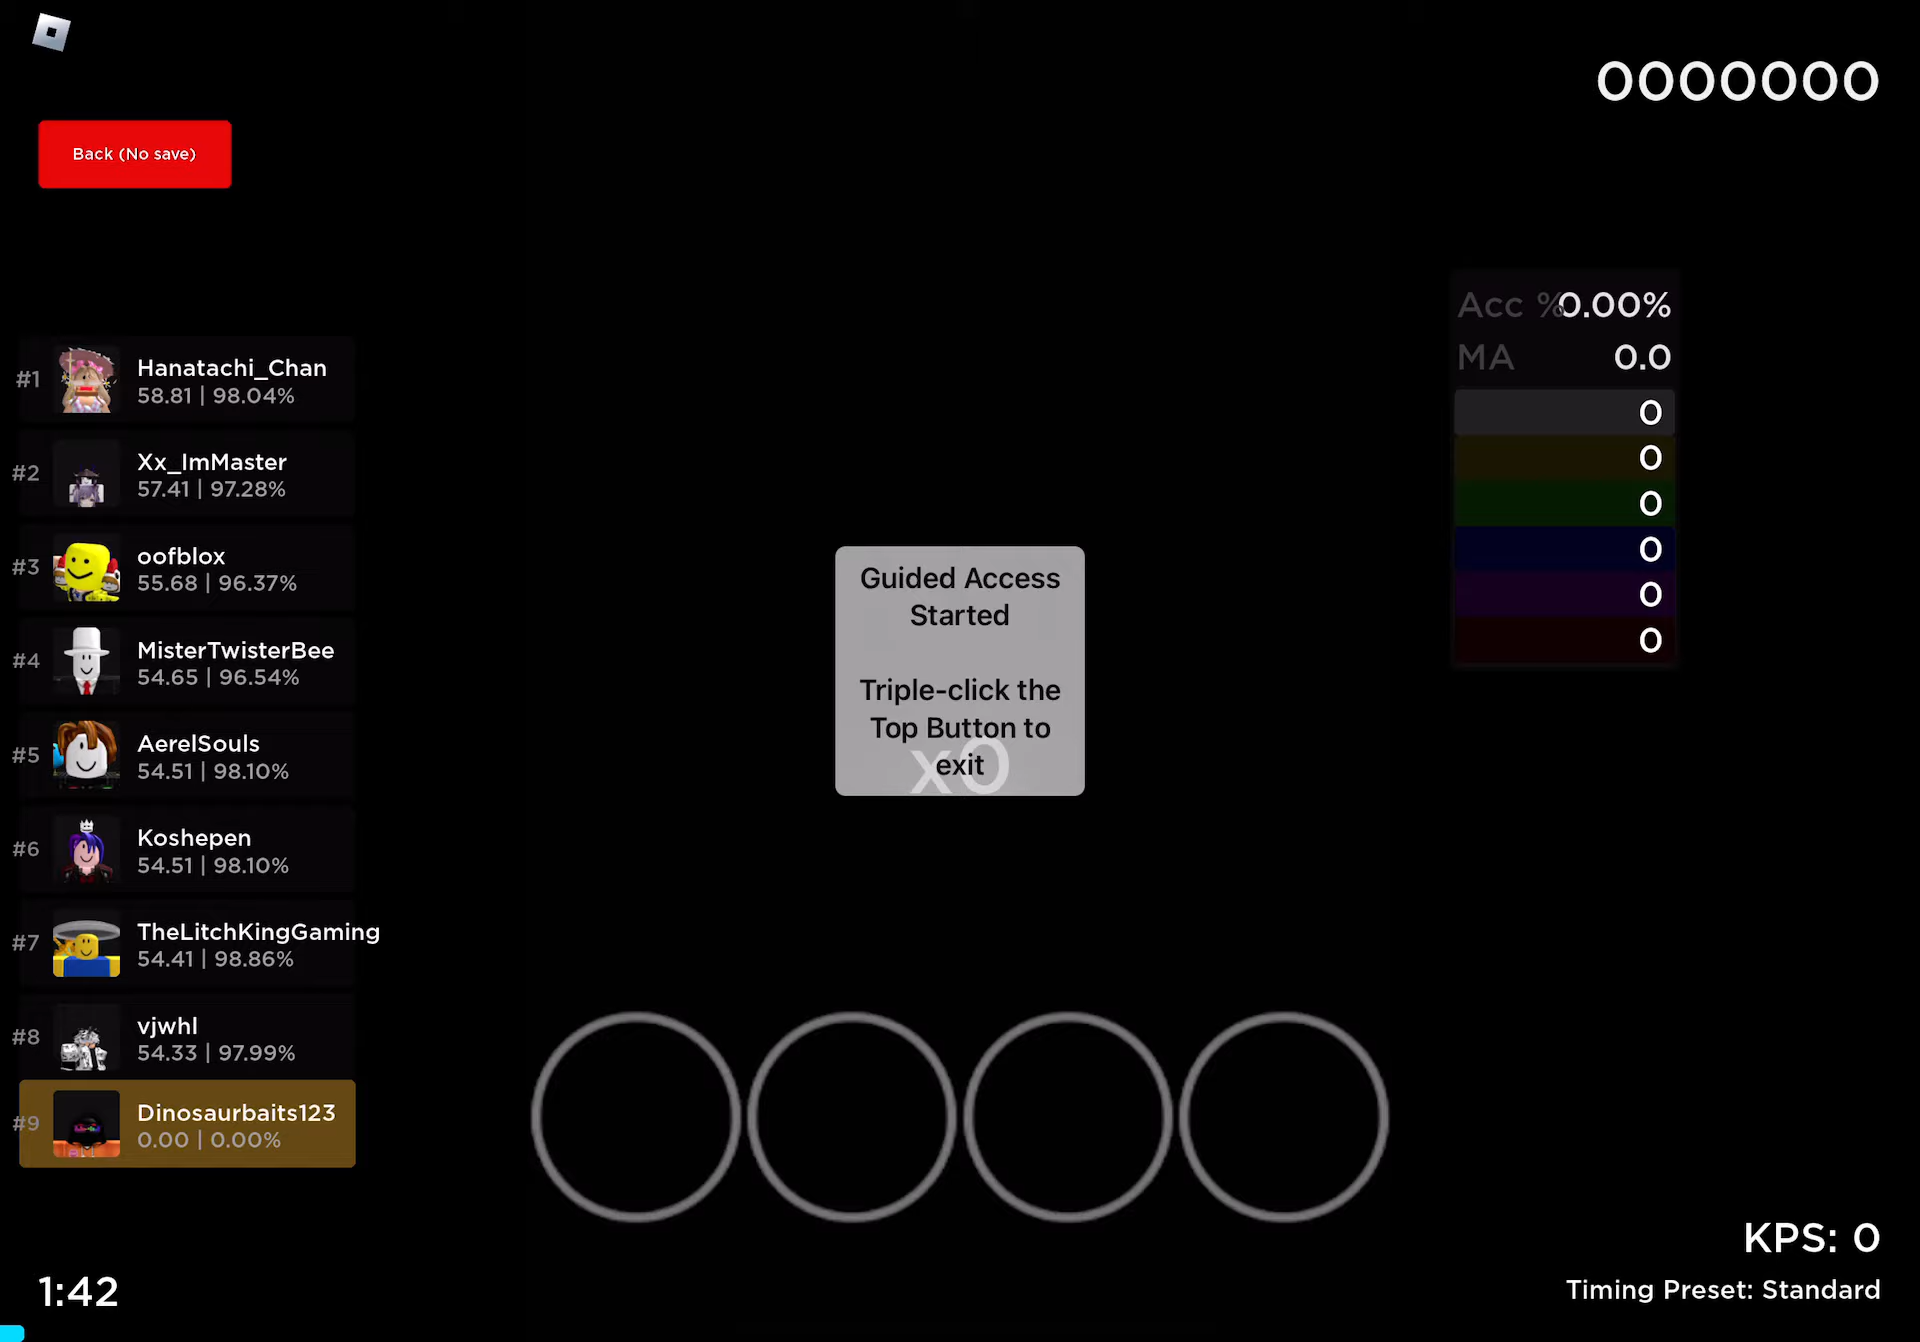 0000000
Back (No save)
Acc % 0.00%
MA 0.0
0
0
0
0
0
0
#1 Hanatachi_Chan
58.81 | 98.04%
#2 Xx_ImMaster
57.41 | 97.28%
#3 oofblox
55.68 | 96.37%
#4 MisterTwisterBee
54.65 | 96.54%
#5 AerelSouls
54.51 | 98.10%
#6 Koshepen
54.51 | 98.10%
#7 TheLitchKingGaming
54.41 | 98.86%
#8 vjwhl
54.33 | 97.99%
#9 Dinosaurbaits123
0.00 | 0.00%
Guided Access
Started
Triple-click the
Top Button to
exit
x0
KPS: 0
Timing Preset: Standard
1:42